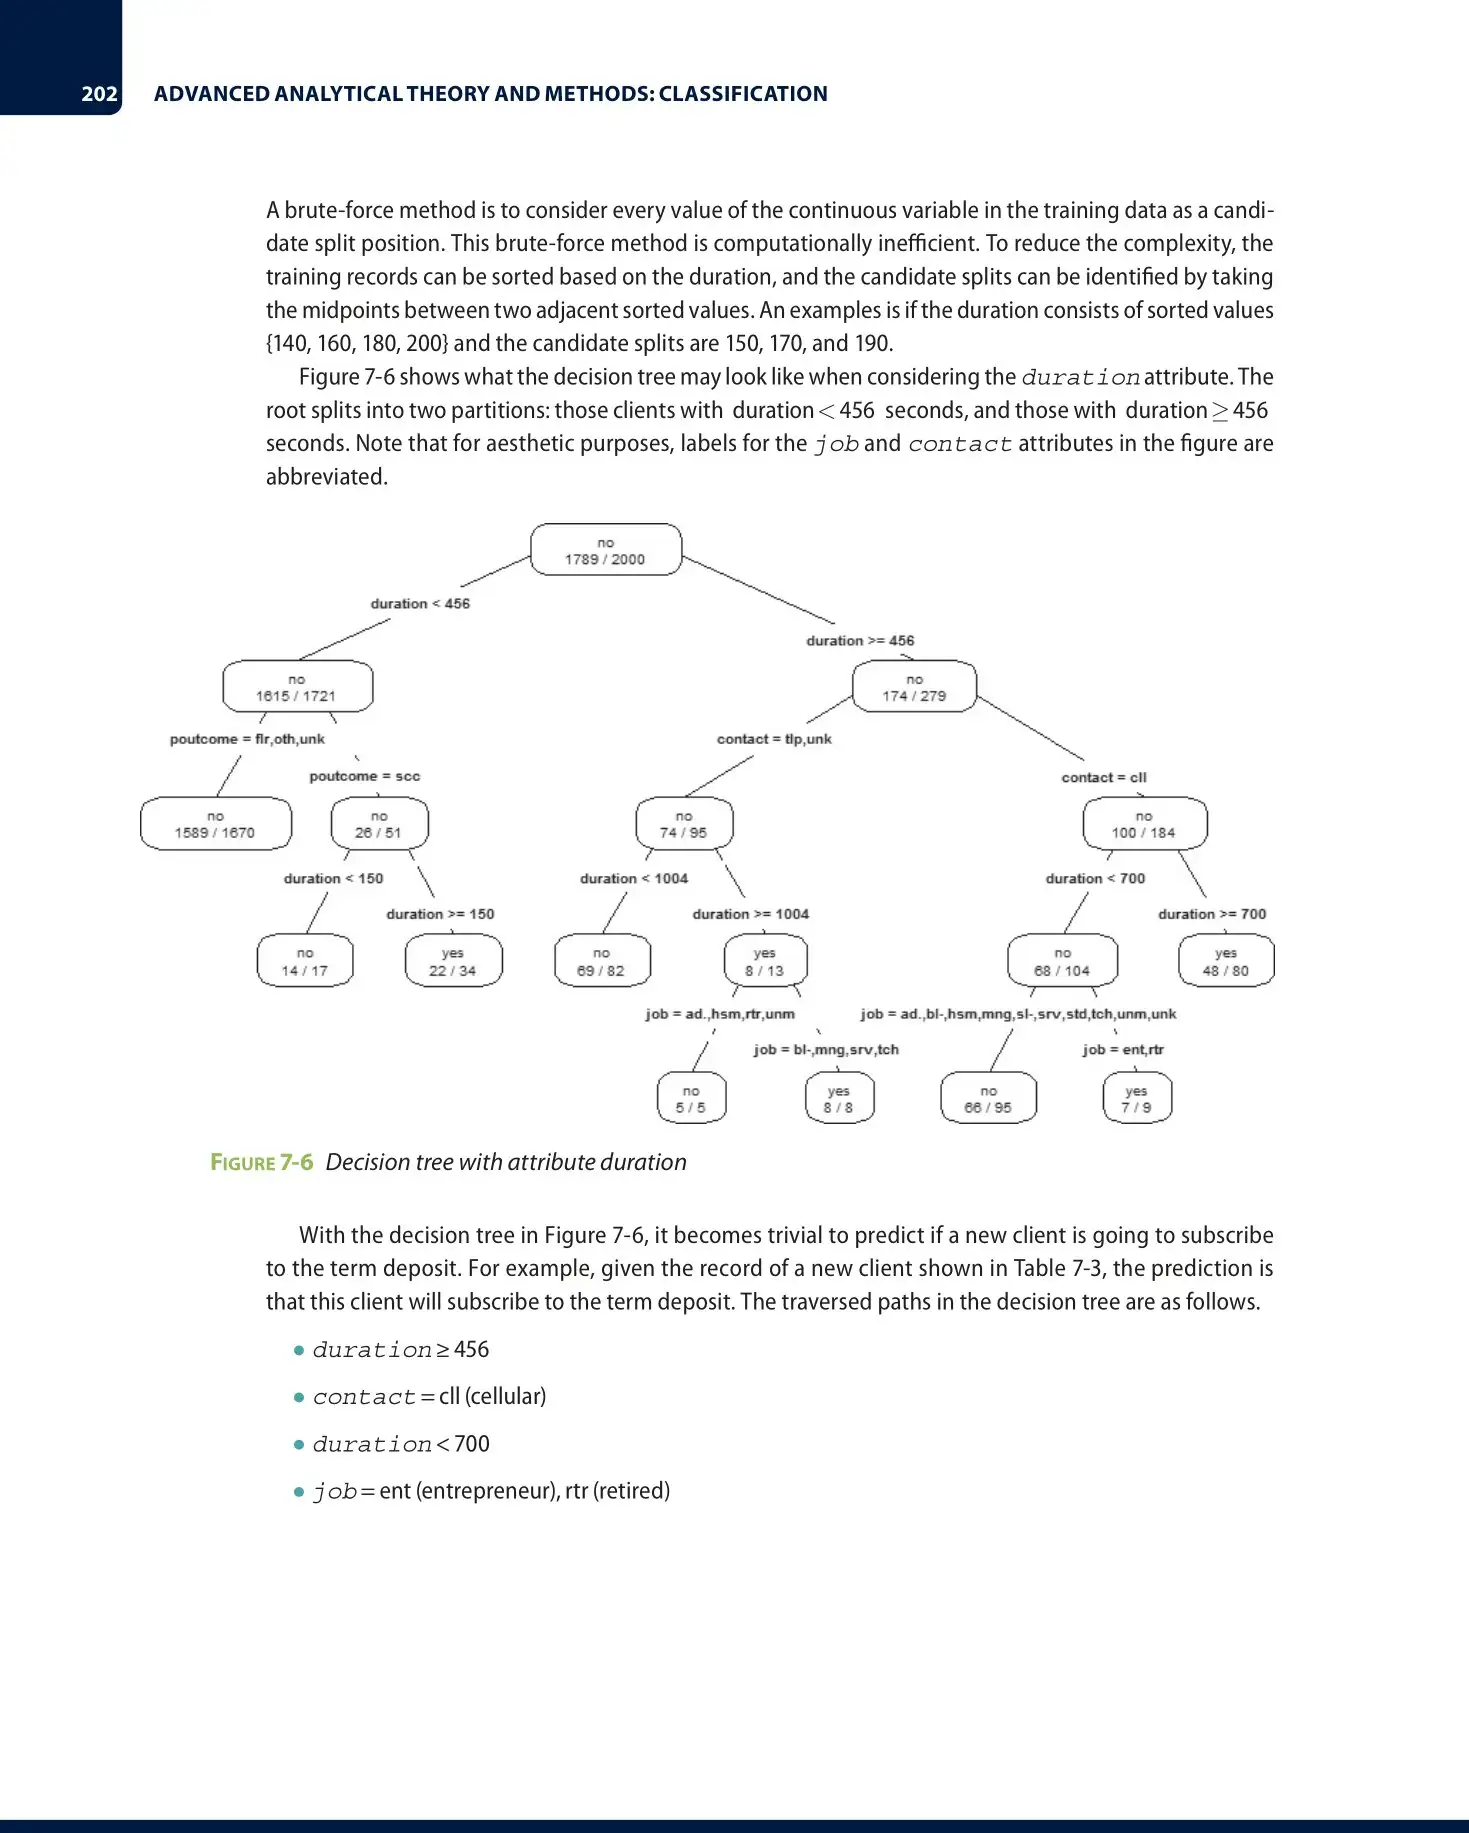 202 ADVANCED ANALYTICAL THEORY AND METHODS: CLASSIFICATION
A brute-force method is to consider every value of the continuous variable in the training data as a candi-
date split position. This brute-force method is computationally inefficient. To reduce the complexity, the
training records can be sorted based on the duration, and the candidate splits can be identified by taking
the midpoints between two adjacent sorted values. An examples is if the duration consists of sorted values
{140, 160, 180, 200} and the candidate splits are 150, 170, and 190.
Figure 7-6 shows what the decision tree may look like when considering the duration attribute. The
root splits into two partitions: those clients with duration < 456 seconds, and those with duration ≥ 456
seconds. Note that for aesthetic purposes, labels for the job and contact attributes in the figure are
abbreviated.
no
1789 / 2000
duration < 456
duration >= 456
no
1615 / 1721
no
174 / 279
poutcome = flr,oth,unk
poutcome = scc
contact = tlp,unk
contact = cll
no
1589 / 1670
no
26 / 51
no
74 / 95
no
100 / 184
duration < 150
duration >= 150
duration < 1004
duration >= 1004
duration < 700
duration >= 700
no
14 / 17
yes
22 / 34
no
69 / 82
yes
8 / 13
no
68 / 104
yes
48 / 80
job = ad.,hsm,rtr,unm
job = bl-,mng,srv,tch
job = ad.,bl-,hsm,mng,sl-,srv,std,tch,unm,unk
job = ent,rtr
no
5 / 5
yes
8 / 8
no
66 / 95
yes
7 / 9
FIGURE 7-6 Decision tree with attribute duration
With the decision tree in Figure 7-6, it becomes trivial to predict if a new client is going to subscribe
to the term deposit. For example, given the record of a new client shown in Table 7-3, the prediction is
that this client will subscribe to the term deposit. The traversed paths in the decision tree are as follows.
● duration ≥ 456
● contact = cll (cellular)
● duration < 700
● job = ent (entrepreneur), rtr (retired)